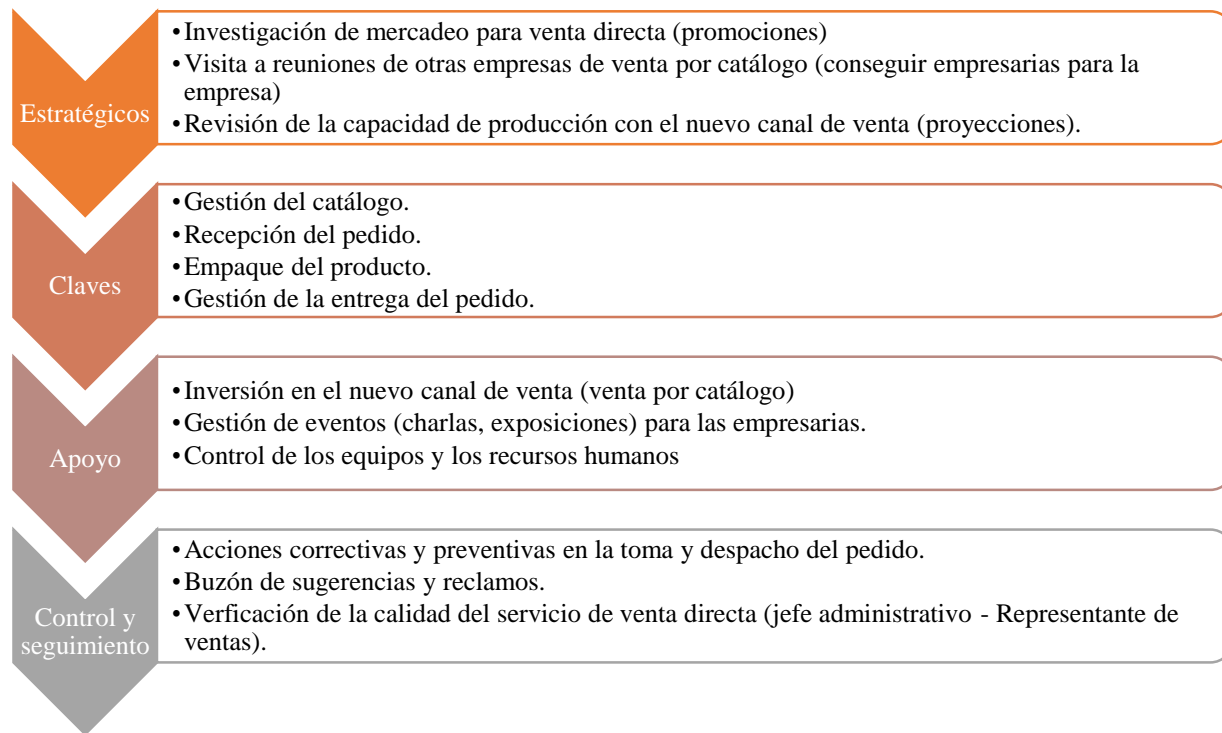 Estratégicos
•Investigación de mercadeo para venta directa (promociones)
•Visita a reuniones de otras empresas de venta por catálogo (conseguir empresarias para la
empresa)
•Revisión de la capacidad de producción con el nuevo canal de venta (proyecciones).
Claves
•Gestión del catálogo.
•Recepción del pedido.
•Empaque del producto.
•Gestión de la entrega del pedido.
Apoyo
•Inversión en el nuevo canal de venta (venta por catálogo)
•Gestión de eventos (charlas, exposiciones) para las empresarias.
•Control de los equipos y los recursos humanos
Control y
seguimiento
•Acciones correctivas y preventivas en la toma y despacho del pedido.
•Buzón de sugerencias y reclamos.
•Verficación de la calidad del servicio de venta directa (jefe administrativo - Representante de
ventas).